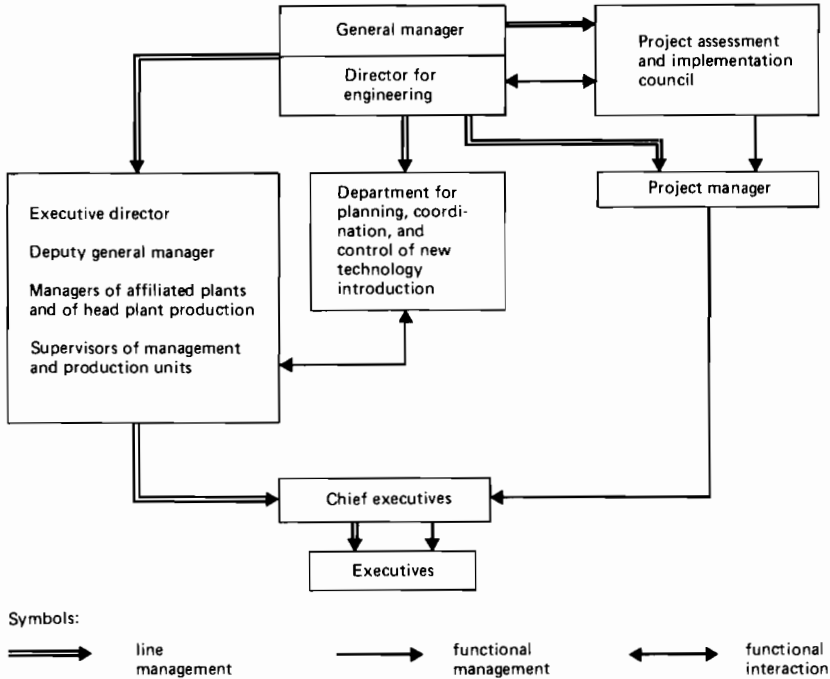 General manager
Director for
engineering
Project assessment
and implementation
council
Executive director
Deputy general manager
Managers of affiliated plants
and of head plant production
Supervisors of management
and production units
Department for
planning, coordi-
nation, and
control of new
technology
introduction
Project manager
Chief executives
Executives
Symbols:
line
management
functional
management
functional
interaction